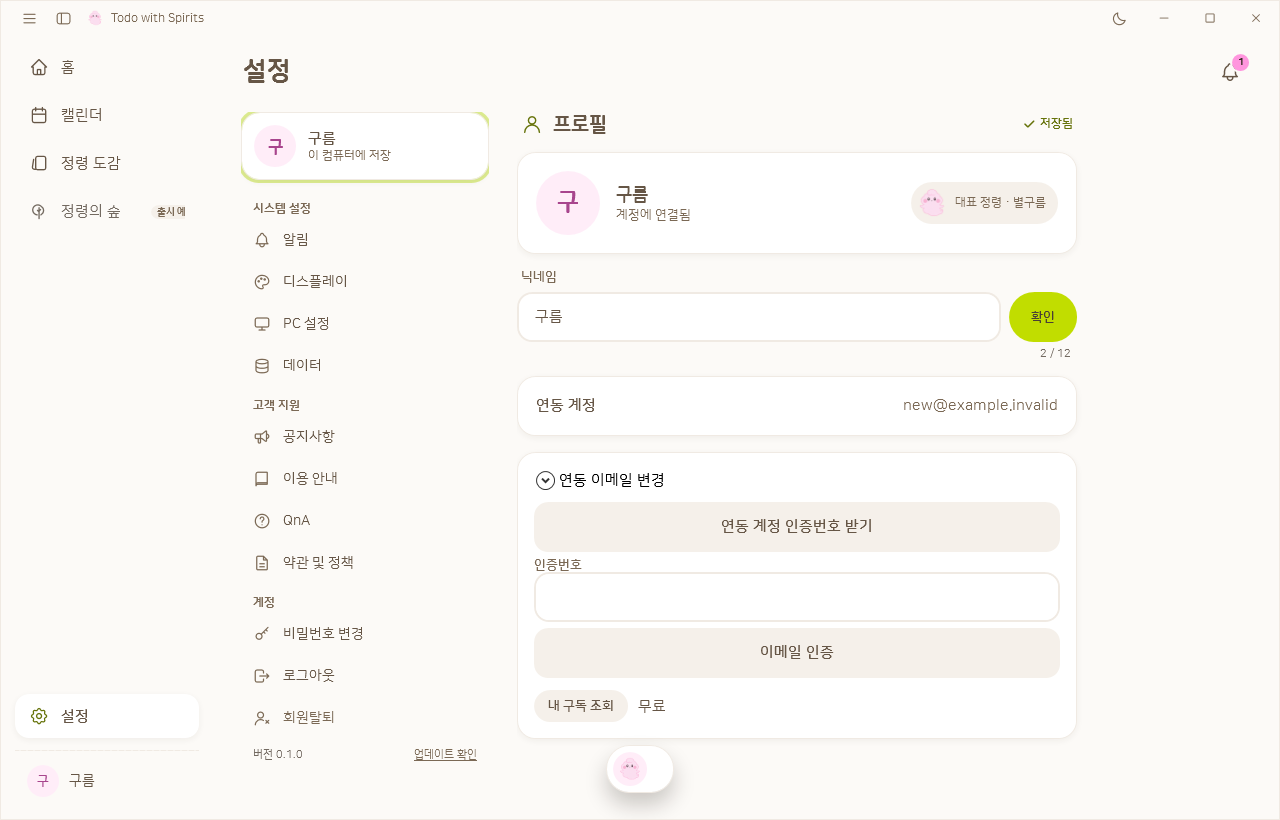 Todo with Spirits
홈
캘린더
정령 도감
정령의 숲 출시 예
설정
구 구름
설정
1
구
구름
이 컴퓨터에 저장
시스템 설정
알림
디스플레이
PC 설정
데이터
고객 지원
공지사항
이용 안내
QnA
약관 및 정책
계정
비밀번호 변경
로그아웃
회원탈퇴
버전 0.1.0 업데이트 확인
프로필 저장됨
구
구름
계정에 연결됨
대표 정령 · 별구름
닉네임
구름 확인
2 / 12
연동 계정 new@example.invalid
연동 이메일 변경
연동 계정 인증번호 받기
인증번호
이메일 인증
내 구독 조회 무료